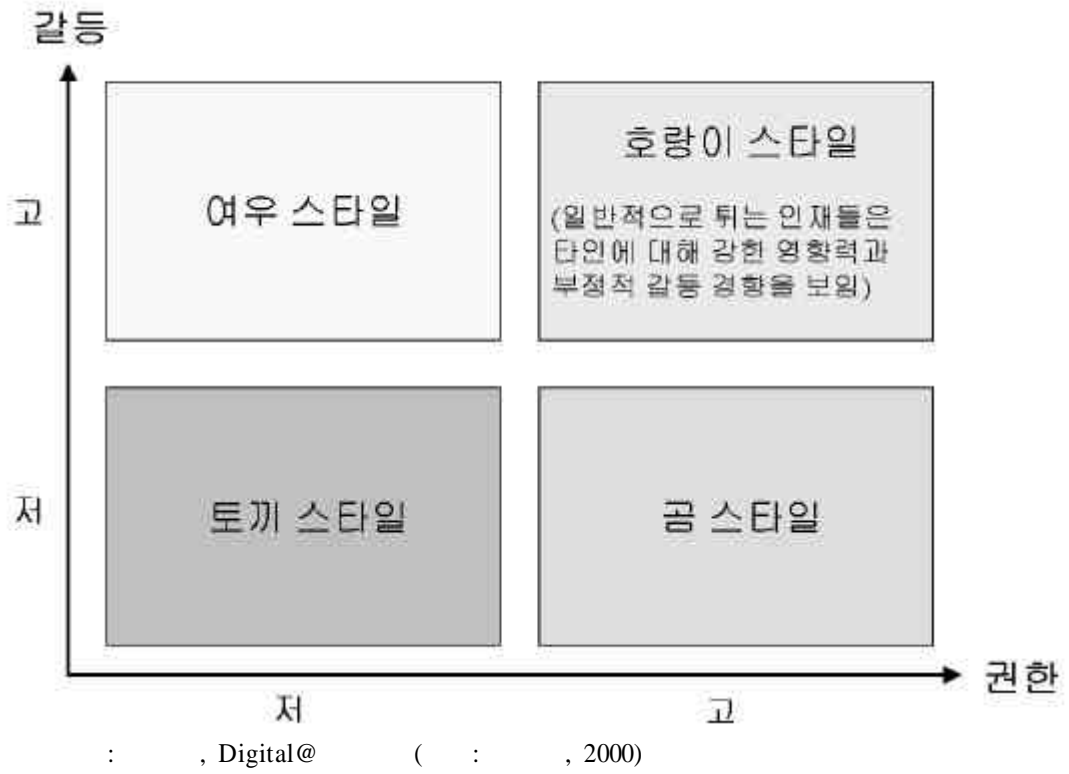 갈등
고
여우 스타일
호랑이 스타일
(일반적으로 튀는 인재들은
타인에 대해 강한 영향력과
부정적 갈등 경향을 보임)
저
토끼 스타일
곰 스타일
권한
저
고
: , Digital@ ( : , 2000)